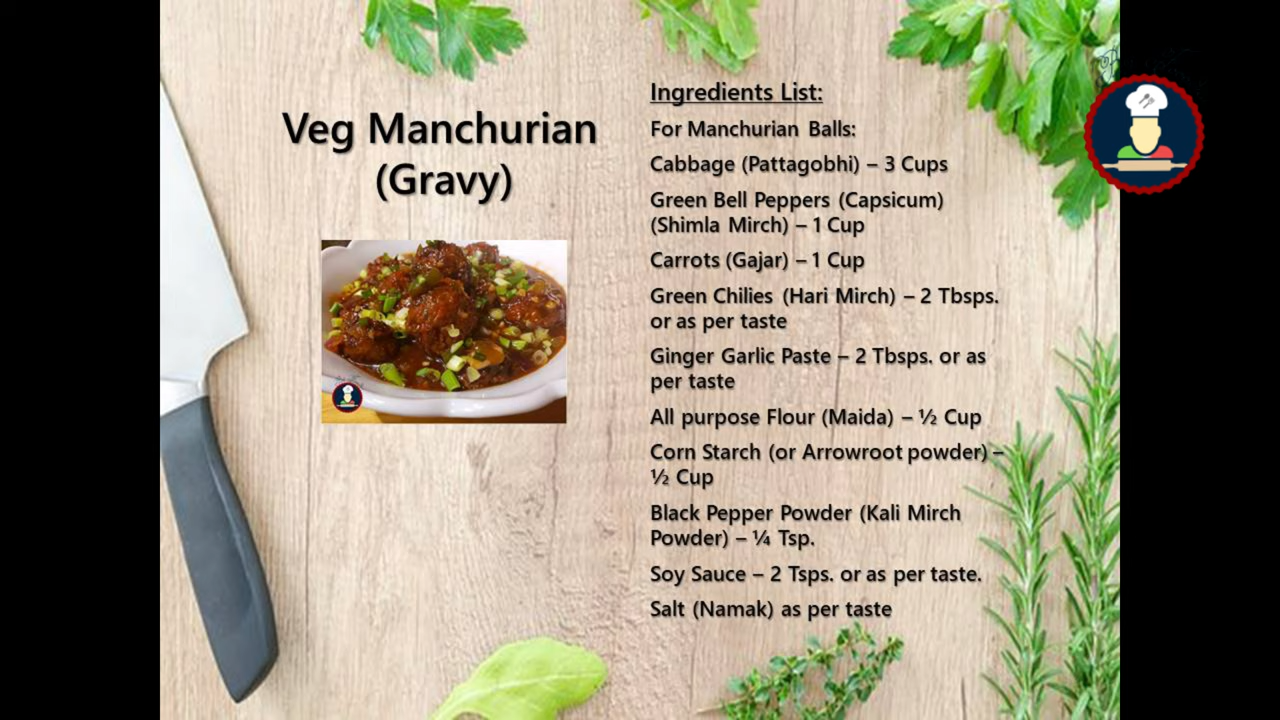 Veg Manchurian
(Gravy)
Ingredients List:
For Manchurian Balls:
Cabbage (Pattagobhi) – 3 Cups
Green Bell Peppers (Capsicum)
(Shimla Mirch) – 1 Cup
Carrots (Gajar) – 1 Cup
Green Chilies (Hari Mirch) – 2 Tbsps.
or as per taste
Ginger Garlic Paste – 2 Tbsps. or as
per taste
All purpose Flour (Maida) – ½ Cup
Corn Starch (or Arrowroot powder) –
½ Cup
Black Pepper Powder (Kali Mirch
Powder) – ¼ Tsp.
Soy Sauce – 2 Tsps. or as per taste.
Salt (Namak) as per taste